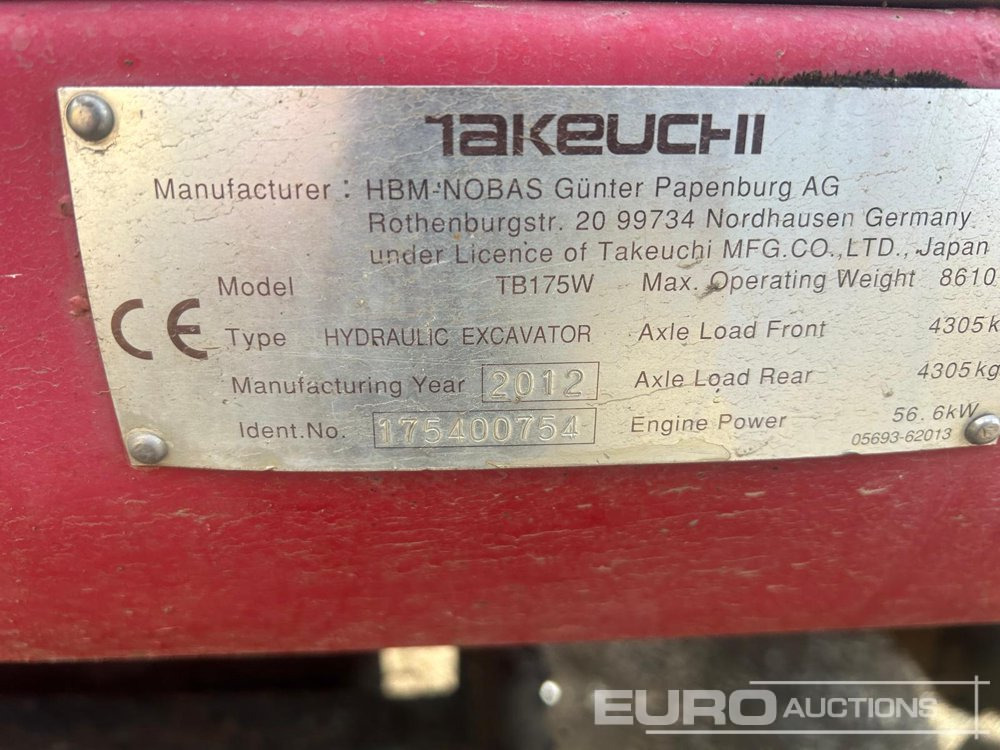 TAKEUCHI
Manufacturer : HBM-NOBAS Günter Papenburg AG
Rothenburgstr. 20 99734 Nordhausen Germany
under Licence of Takeuchi MFG.CO.,LTD., Japan
Model TB175W Max. Operating Weight 8610
CE Type HYDRAULIC EXCAVATOR Axle Load Front 4305k
Manufacturing Year 2012 Axle Load Rear 4305kg
Ident.No. 175400754 Engine Power 56.6kW
05693-62013
EURO AUCTIONS